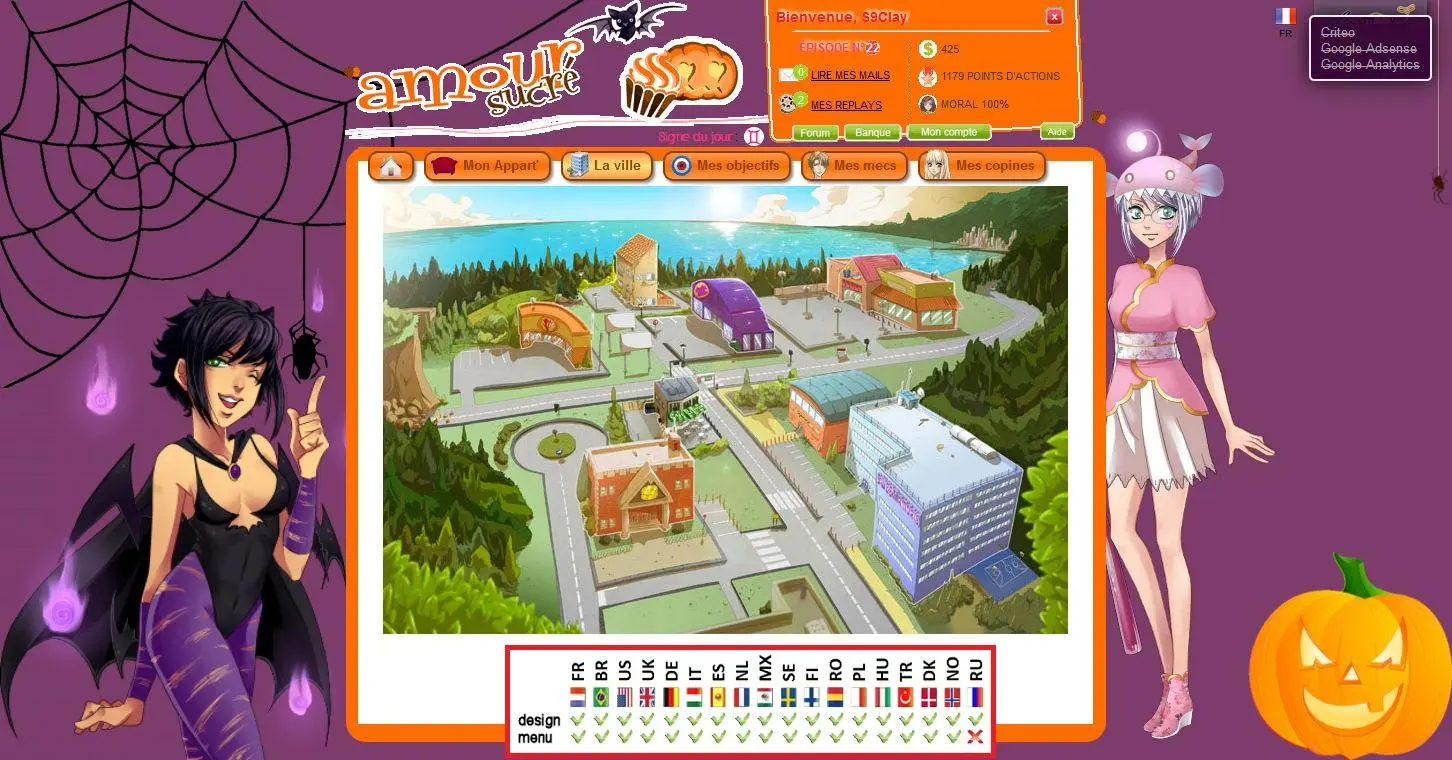 amour
sucré
Bienvenue, S9Clay
x
EPISODE N°22
$ 425
0 LIRE MES MAILS
1179 POINTS D'ACTIONS
2 MES REPLAYS
MORAL 100%
Signe du jour :
Forum
Banque
Mon compte
Aide
FR
Criteo
Google Adsense
Google Analytics
Mon Appart'
La ville
Mes objectifs
Mes mecs
Mes copines
FR BR US UK DE IT ES NL MX SE FI RO PL HU TR DK NO RU
design
menu